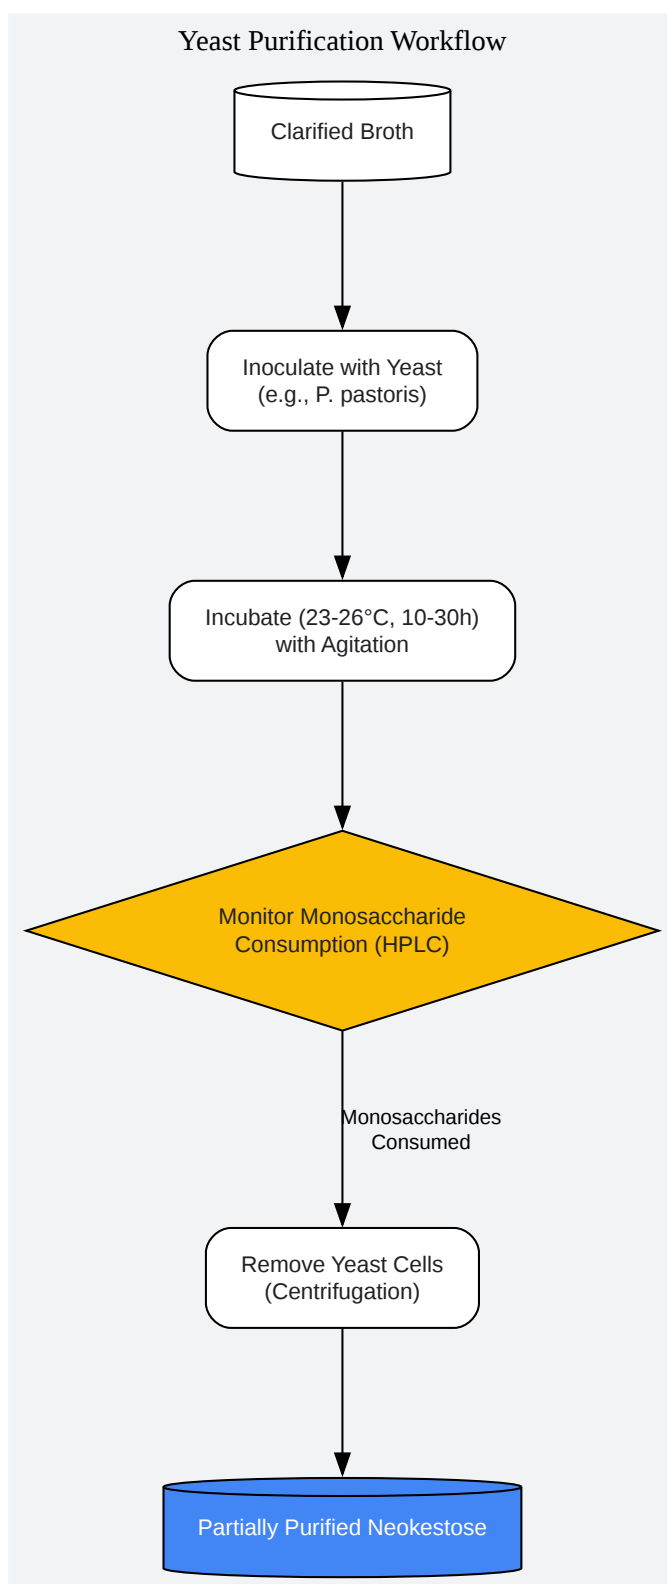 Yeast Purification Workflow
Clarified Broth
Inoculate with Yeast
(e.g., P. pastoris)
Incubate (23-26°C, 10-30h)
with Agitation
Monitor Monosaccharide
Consumption (HPLC)
Monosaccharides
Consumed
Remove Yeast Cells
(Centrifugation)
Partially Purified Neokestose